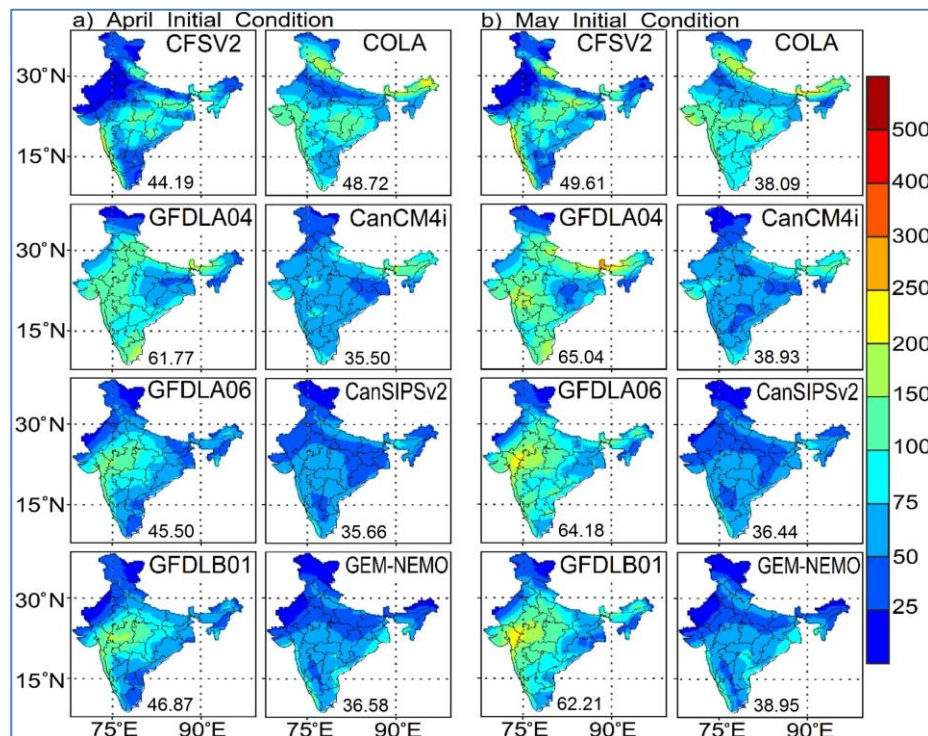 a) April Initial Condition
b) May Initial Condition
CFSV2
COLA
CFSV2
COLA
30°N
15°N
44.19
48.72
49.61
38.09
GFDLA04
CanCM4i
GFDLA04
CanCM4i
30°N
15°N
61.77
35.50
65.04
38.93
GFDLA06
CanSIPSv2
GFDLA06
CanSIPSv2
30°N
15°N
45.50
35.66
64.18
36.44
GFDLB01
GEM-NEMO
GFDLB01
GEM-NEMO
30°N
15°N
46.87
36.58
62.21
38.95
75°E
90°E
75°E
90°E
75°E
90°E
75°E
90°E
500
400
300
250
200
150
100
75
50
25